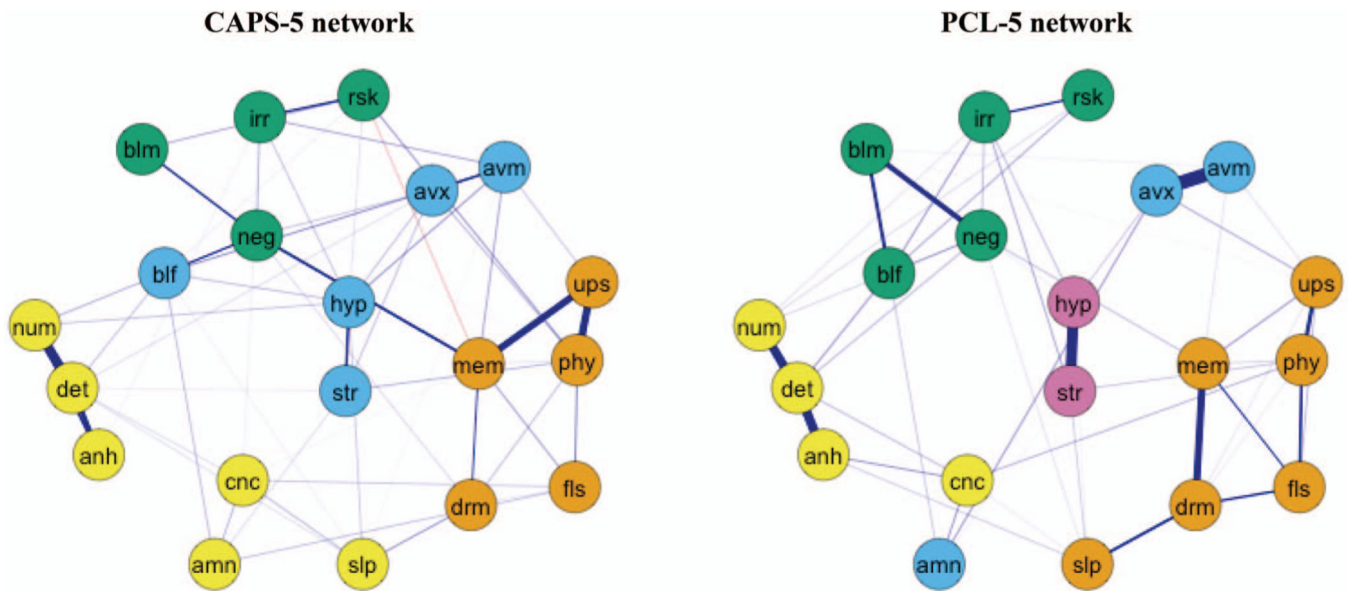 CAPS-5 network
PCL-5 network
rsk
irr
blm
avm
avx
neg
blf
ups
hyp
num
mem
phy
det
str
anh
cnc
fls
drm
amn
slp
rsk
irr
blm
avm
avx
neg
blf
ups
hyp
num
mem
phy
det
str
anh
cnc
fls
drm
amn
slp